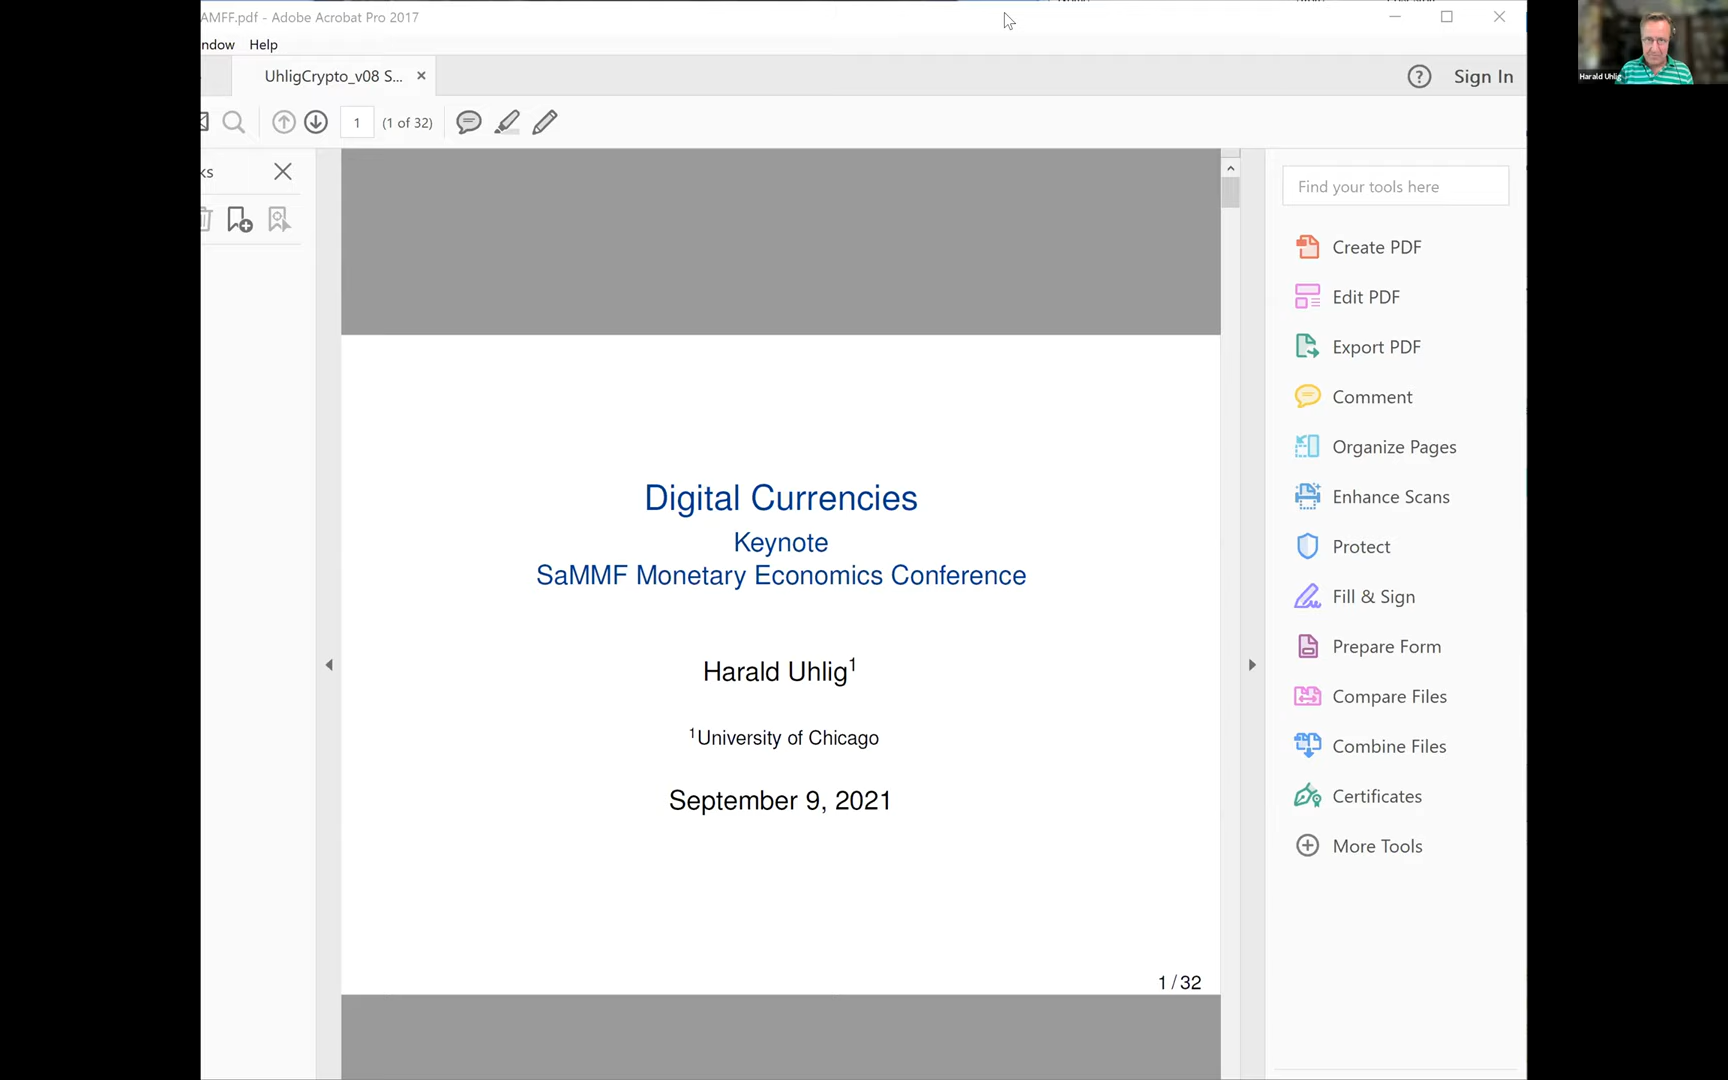 AMFF.pdf - Adobe Acrobat Pro 2017
ndow Help
UhligCrypto_v08 S... ×
Sign In
1 (1 of 32)
ks
Find your tools here
Create PDF
Edit PDF
Export PDF
Comment
Organize Pages
Enhance Scans
Protect
Fill & Sign
Prepare Form
Compare Files
Combine Files
Certificates
More Tools
Digital Currencies
Keynote
SaMMF Monetary Economics Conference
Harald Uhlig¹
¹University of Chicago
September 9, 2021
1 / 32
Harald Uhlig